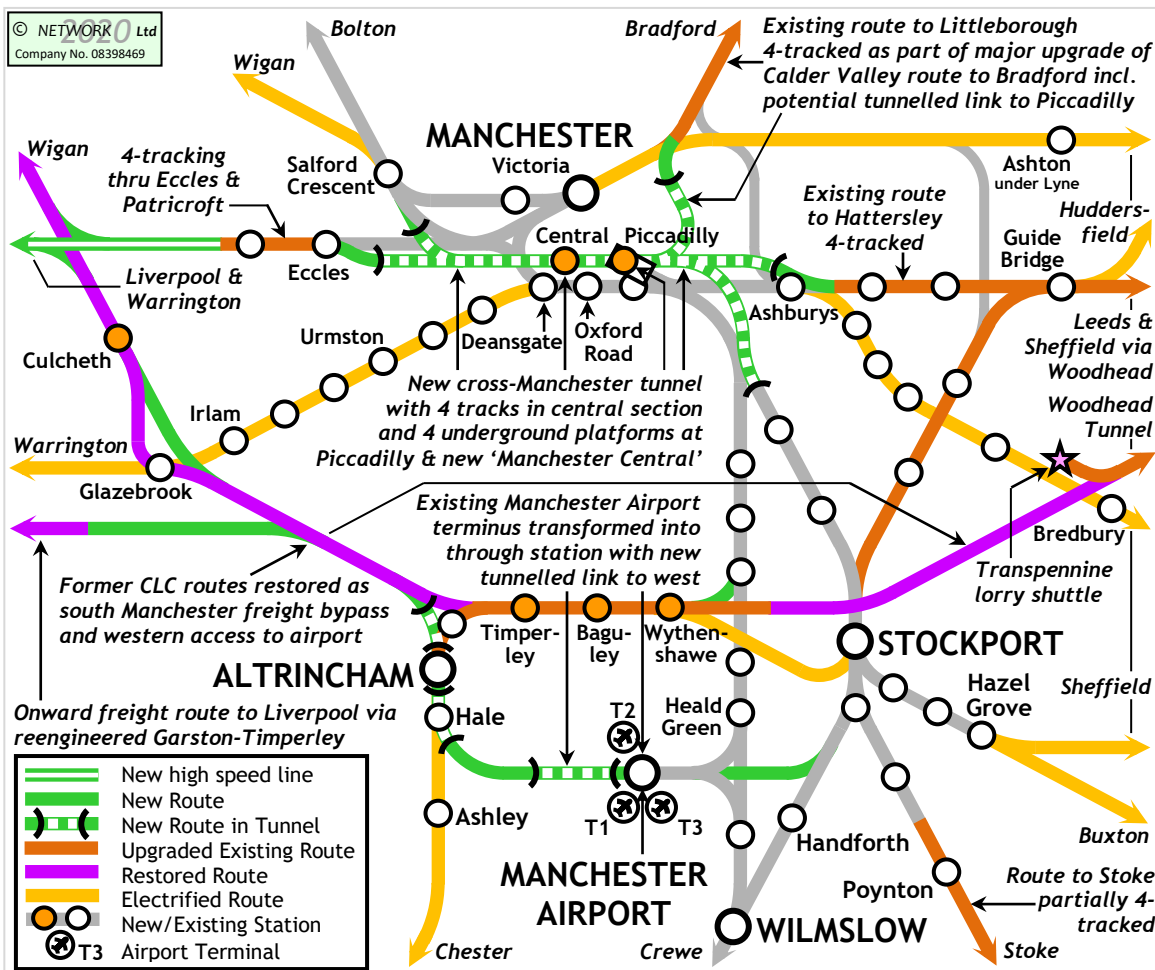 © NETWORK 2020 Ltd
Company No. 08398469
Bolton
Bradford
Existing route to Littleborough
4-tracked as part of major upgrade of
Calder Valley route to Bradford incl.
potential tunnelled link to Piccadilly
Wigan
MANCHESTER
Wigan
4-tracking
thru Eccles &
Patricroft
Salford
Crescent
Victoria
Ashton
under Lyne
Existing route
to Hattersley
4-tracked
Hudders-
field
Central
Piccadilly
Guide
Bridge
Eccles
Liverpool &
Warrington
Ashburys
Urmston
Deansgate
Oxford
Road
Leeds &
Sheffield via
Woodhead
Culcheth
New cross-Manchester tunnel
with 4 tracks in central section
and 4 underground platforms at
Piccadilly & new ‘Manchester Central’
Irlam
Woodhead
Tunnel
Warrington
Glazebrook
Existing Manchester Airport
terminus transformed into
through station with new
tunnelled link to west
Bredbury
Transpennine
lorry shuttle
Former CLC routes restored as
south Manchester freight bypass
and western access to airport
Timper-
ley
Bagu-
ley
Wythen-
shawe
STOCKPORT
ALTRINCHAM
Hazel
Grove
Sheffield
Onward freight route to Liverpool via
reengineered Garston-Timperley
Hale
T2
Heald
Green
New high speed line
New Route
New Route in Tunnel
Upgraded Existing Route
Restored Route
Electrified Route
New/Existing Station
T3 Airport Terminal
Ashley
T1
T3
Handforth
Buxton
MANCHESTER
AIRPORT
Poynton
Route to Stoke
partially 4-
tracked
WILMSLOW
Chester
Crewe
Stoke